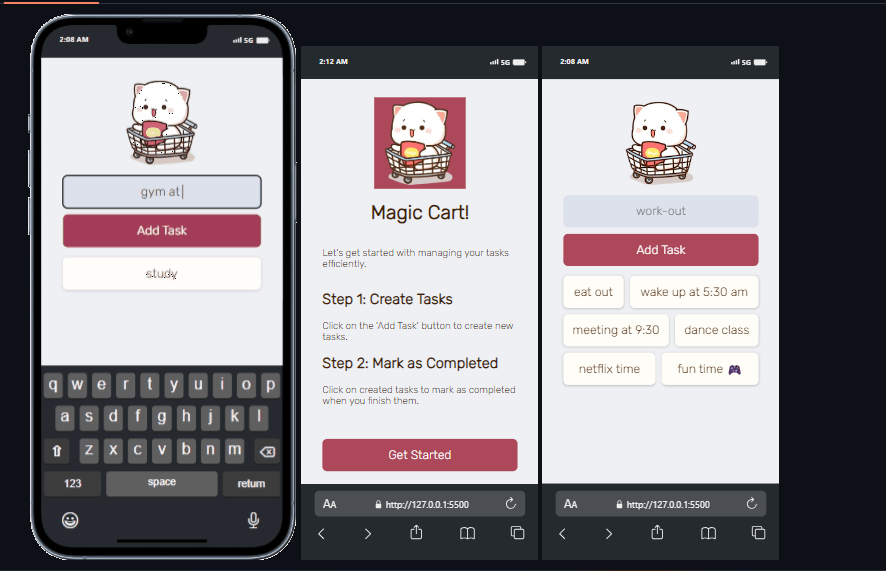 2:08 AM
5G
gym at
Add Task
study
q w e r t y u i o p
a s d f g h j k l
z x c v b n m
123
space
return
2:12 AM
5G
Magic Cart!
Let's get started with managing your tasks
efficiently.
Step 1: Create Tasks
Click on the 'Add Task' button to create new
tasks.
Step 2: Mark as Completed
Click on created tasks to mark as completed
when you finish them.
Get Started
AA
http://127.0.0.1:5500
2:08 AM
5G
work-out
Add Task
eat out
wake up at 5:30 am
meeting at 9:30
dance class
netflix time
fun time 🎮
AA
http://127.0.0.1:5500